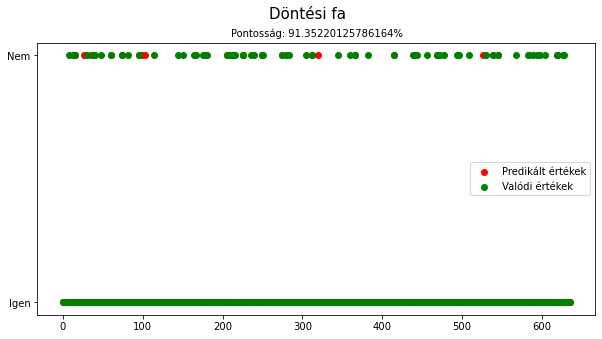 Döntési fa
Pontosság: 91.35220125786164%
Nem
Predikált értékek
Valódi értékek
Igen
0 100 200 300 400 500 600